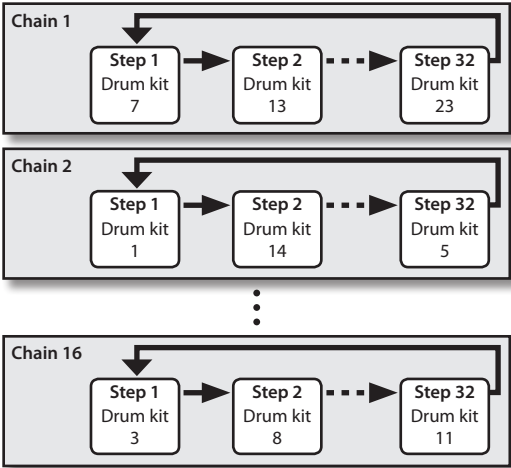 Chain 1
Step 1
Drum kit
7
Step 2
Drum kit
13
Step 32
Drum kit
23
Chain 2
Step 1
Drum kit
1
Step 2
Drum kit
14
Step 32
Drum kit
5
Chain 16
Step 1
Drum kit
3
Step 2
Drum kit
8
Step 32
Drum kit
11